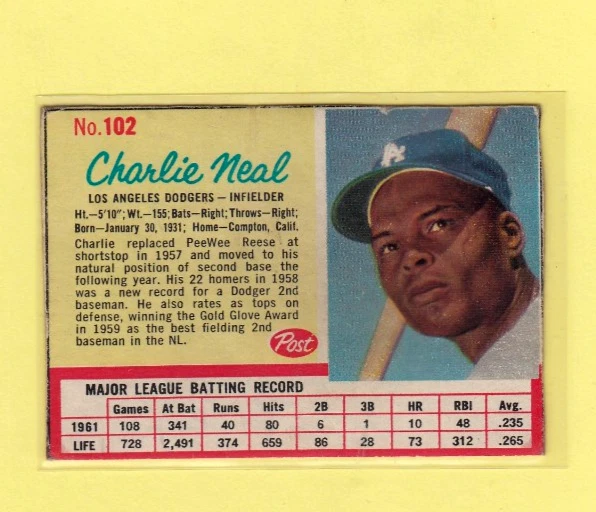 No.102
Charlie Neal
LOS ANGELES DODGERS — INFIELDER
Ht.—5'10"; Wt.—155; Bats—Right; Throws—Right;
Born—January 30, 1931; Home—Compton, Calif.
Charlie replaced PeeWee Reese at
shortstop in 1957 and moved to his
natural position of second base the
following year. His 22 homers in 1958
was a new record for a Dodger 2nd
baseman. He also rates as tops on
defense, winning the Gold Glove Award
in 1959 as the best fielding 2nd
baseman in the NL.
Post
LA
MAJOR LEAGUE BATTING RECORD
Games At Bat Runs Hits 2B 3B HR RBI Avg.
1961 108 341 40 80 6 1 10 48 .235
LIFE 728 2,491 374 659 86 28 73 312 .265